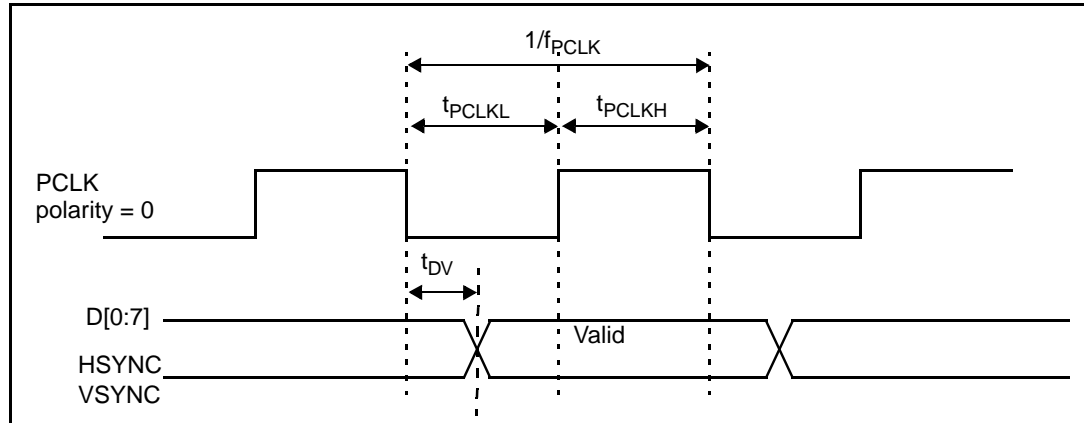 1/fPCLK
tPCLKL
tPCLKH
PCLK
polarity = 0
tDV
D[0:7]
Valid
HSYNC
VSYNC